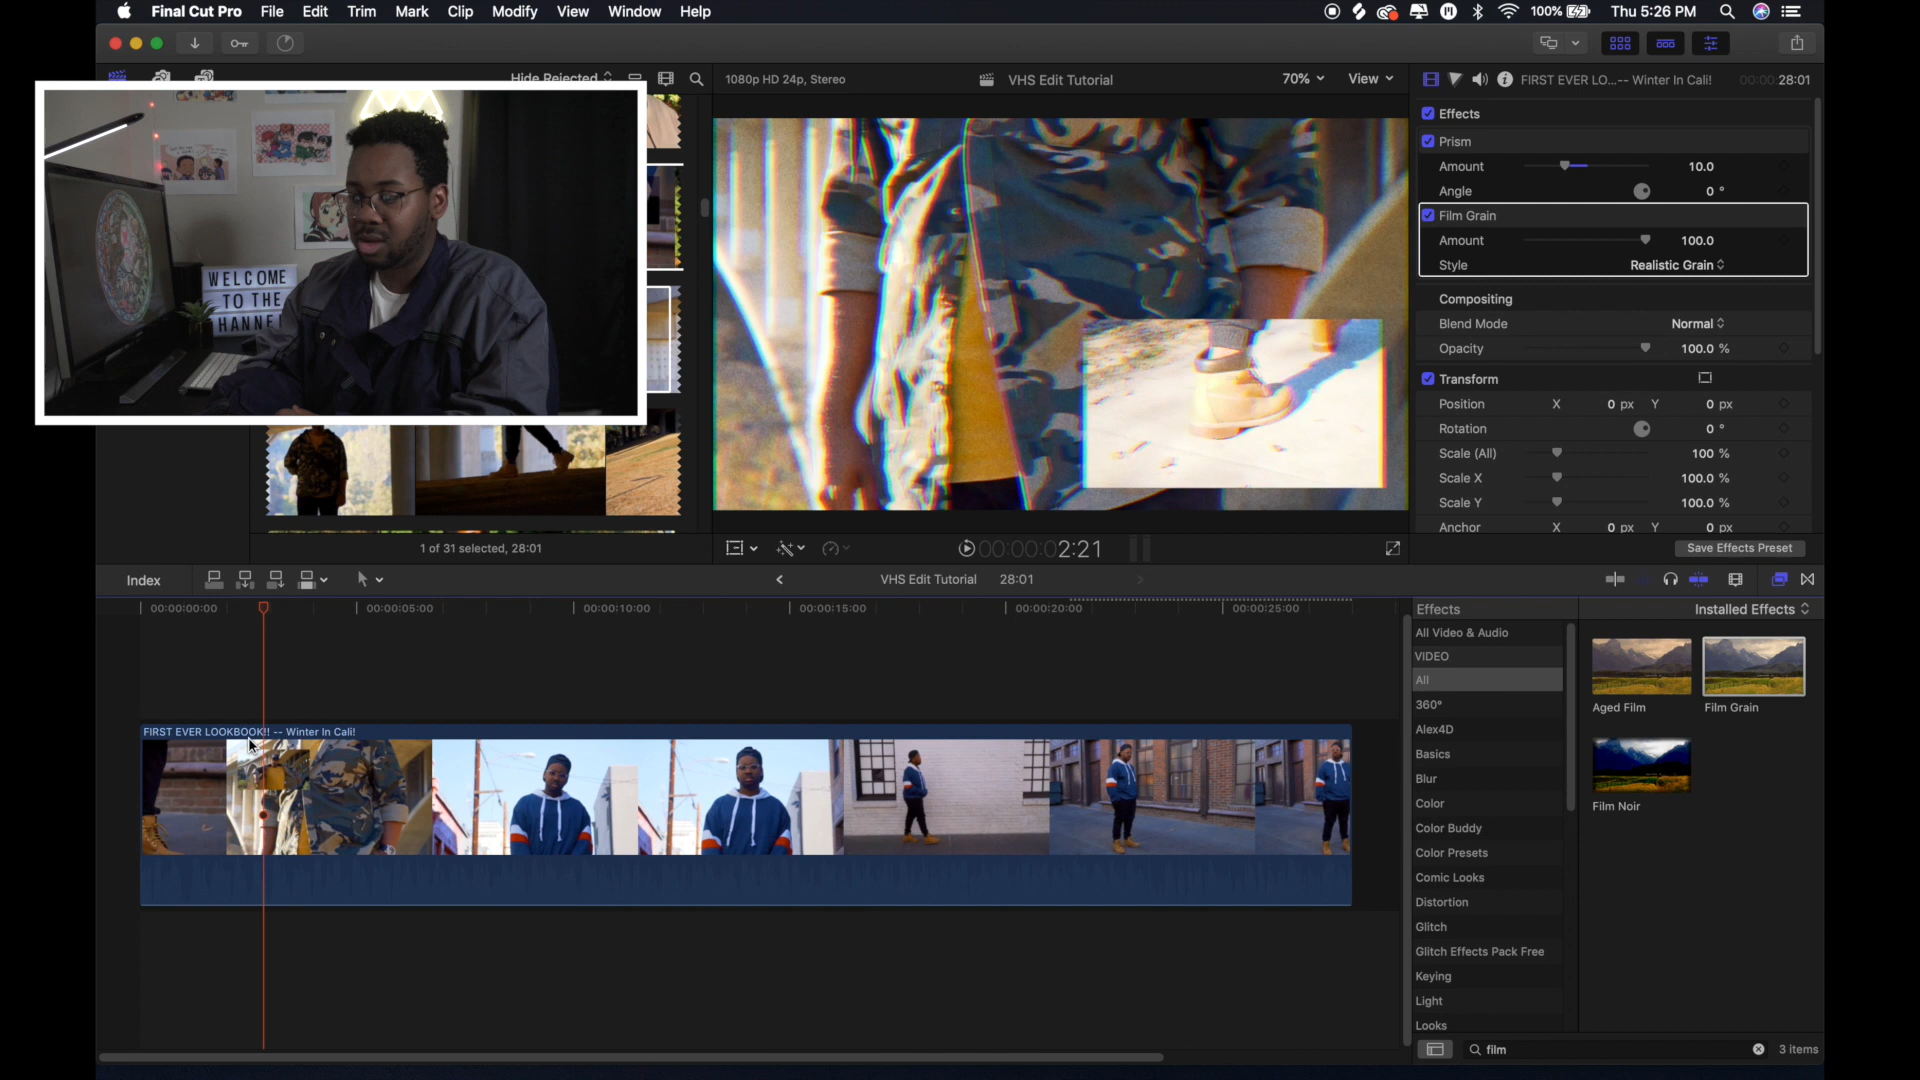 Final Cut Pro File Edit Trim Mark Clip Modify View Window Help
100% Thu 5:26 PM
Hide Rejected
1080p HD 24p, Stereo
VHS Edit Tutorial
70%
View
FIRST EVER LO...-- Winter In Cali!
00:00:28:01
WELCOME
TO THE
HANNE
Effects
Prism
Amount 10.0
Angle 0 °
Film Grain
Amount 100.0
Style Realistic Grain
Compositing
Blend Mode Normal
Opacity 100.0 %
Transform
Position X 0 px Y 0 px
Rotation 0 °
Scale (All) 100 %
Scale X 100.0 %
Scale Y 100.0 %
Anchor X 0 px Y 0 px
1 of 31 selected, 28:01
00:00:02:21
Save Effects Preset
Index
VHS Edit Tutorial 28:01
00:00:00:00 00:00:05:00 00:00:10:00 00:00:15:00 00:00:20:00 00:00:25:00
FIRST EVER LOOKBOOK!! -- Winter In Cali!
Effects
Installed Effects
All Video & Audio
VIDEO
All
360°
Alex4D
Basics
Blur
Color
Color Buddy
Color Presets
Comic Looks
Distortion
Glitch
Glitch Effects Pack Free
Keying
Light
Looks
Aged Film
Film Grain
Film Noir
film
3 items